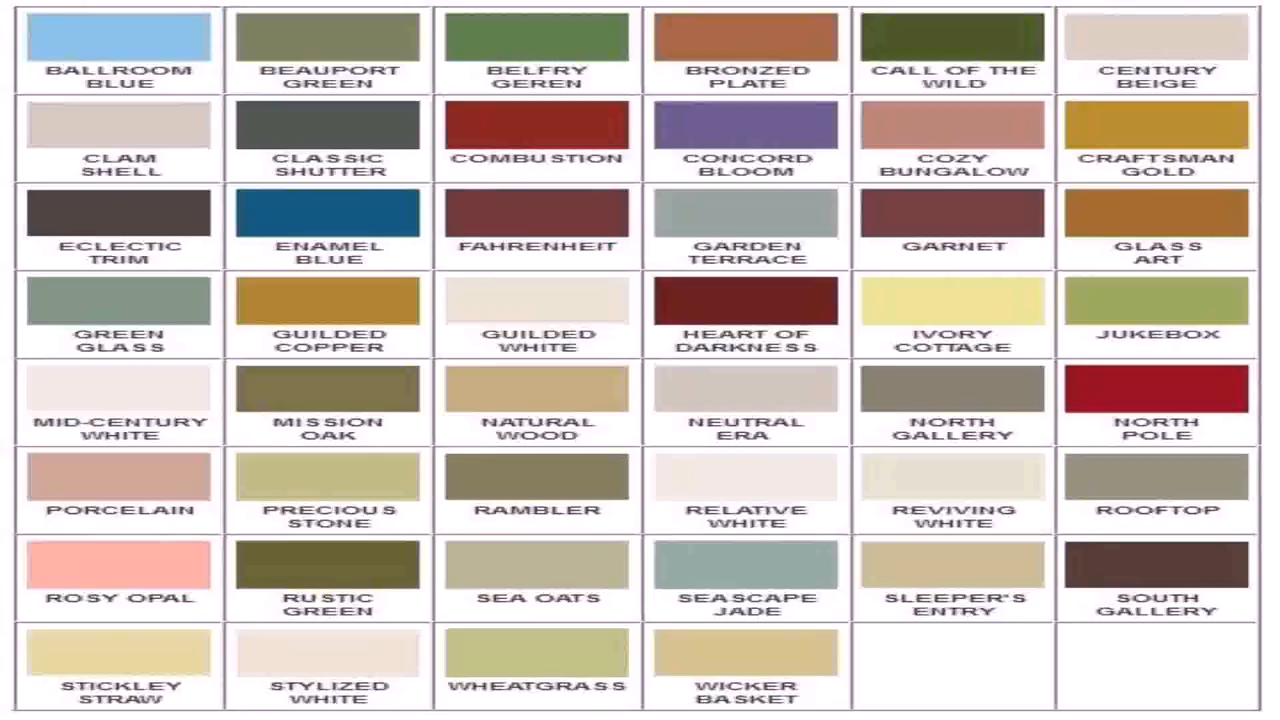 BALLROOM
BLUE
BEAUPORT
GREEN
BELFRY
GEREN
BRONZED
PLATE
CALL OF THE
WILD
CENTURY
BEIGE
CLAM
SHELL
CLASSIC
SHUTTER
COMBUSTION
CONCORD
BLOOM
COZY
BUNGALOW
CRAFTSMAN
GOLD
ECLECTIC
TRIM
ENAMEL
BLUE
FAHRENHEIT
GARDEN
TERRACE
GARNET
GLASS
ART
GREEN
GLASS
GUILDED
COPPER
GUILDED
WHITE
HEART OF
DARKNESS
IVORY
COTTAGE
JUKEBOX
MID-CENTURY
WHITE
MISSION
OAK
NATURAL
WOOD
NEUTRAL
ERA
NORTH
GALLERY
NORTH
POLE
PORCELAIN
PRECIOUS
STONE
RAMBLER
RELATIVE
WHITE
REVIVING
WHITE
ROOFTOP
ROSY OPAL
RUSTIC
GREEN
SEA OATS
SEASCAPE
JADE
SLEEPER'S
ENTRY
SOUTH
GALLERY
STICKLEY
STRAW
STYLIZED
WHITE
WHEATGRASS
WICKER
BASKET